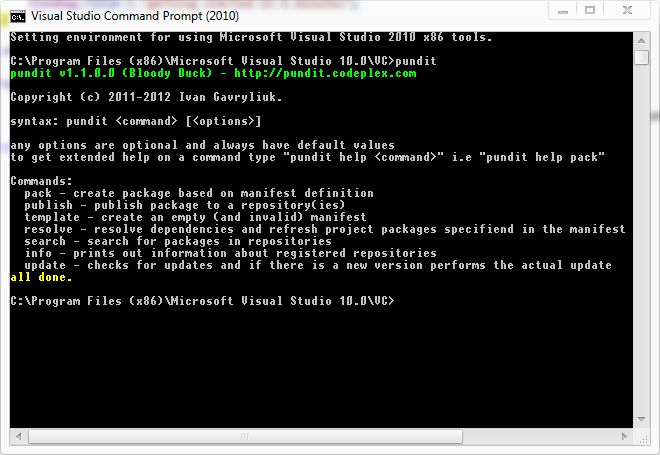 Visual Studio Command Prompt (2010)
Setting environment for using Microsoft Visual Studio 2010 x86 tools.
C:\Program Files (x86)\Microsoft Visual Studio 10.0\VC>pundit
pundit v1.1.0.0 (Bloody Duck) - http://pundit.codeplex.com
Copyright (c) 2011-2012 Ivan Gavryliuk.
syntax: pundit <command> [<options>]
any options are optional and always have default values
to get extended help on a command type "pundit help <command>" i.e "pundit help pack"
Commands:
pack - create package based on manifest definition
publish - publish package to a repository(ies)
template - create an empty (and invalid) manifest
resolve - resolve dependencies and refresh project packages specifiend in the manifest
search - search for packages in repositories
info - prints out information about registered repositories
update - checks for updates and if there is a new version performs the actual update
all done.
C:\Program Files (x86)\Microsoft Visual Studio 10.0\VC>